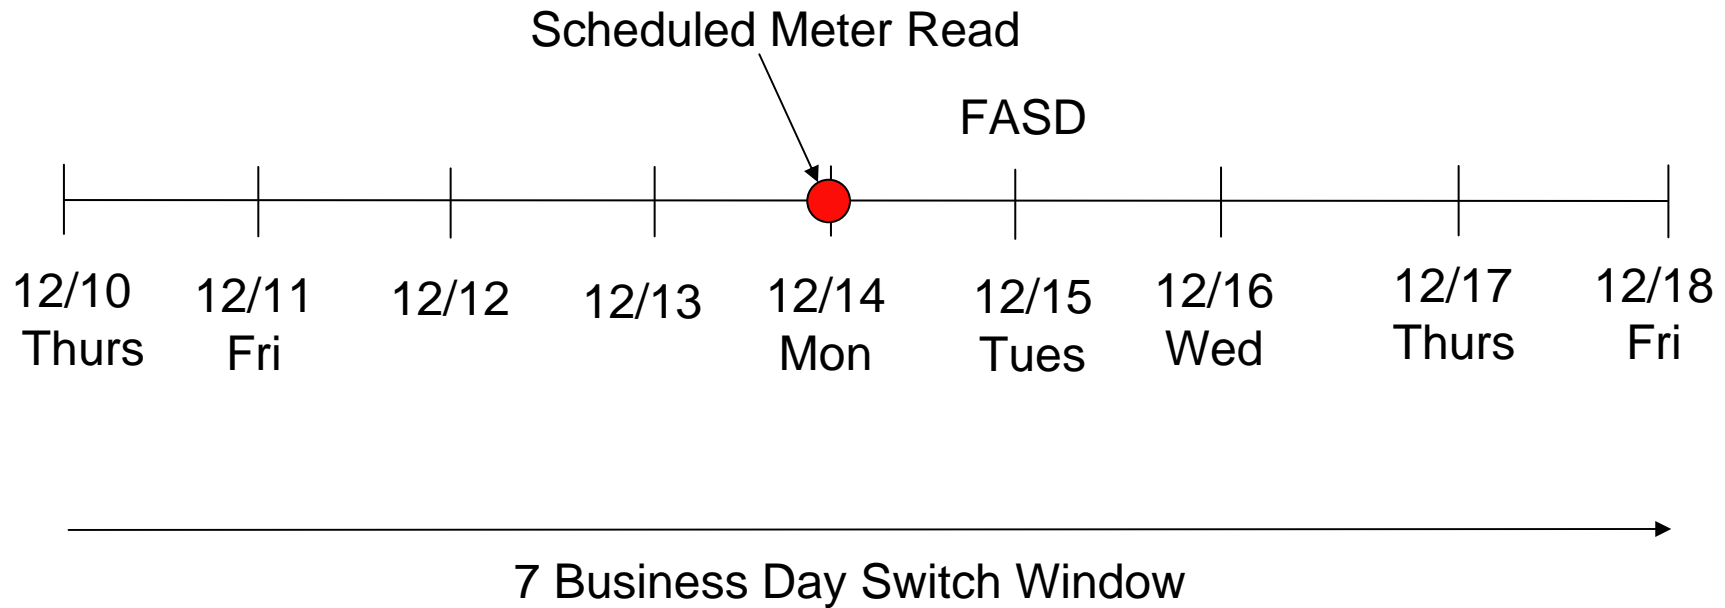 Scheduled Meter Read
FASD
12/10
Thurs
12/11
Fri
12/12
12/13
12/14
Mon
12/15
Tues
12/16
Wed
12/17
Thurs
12/18
Fri
7 Business Day Switch Window